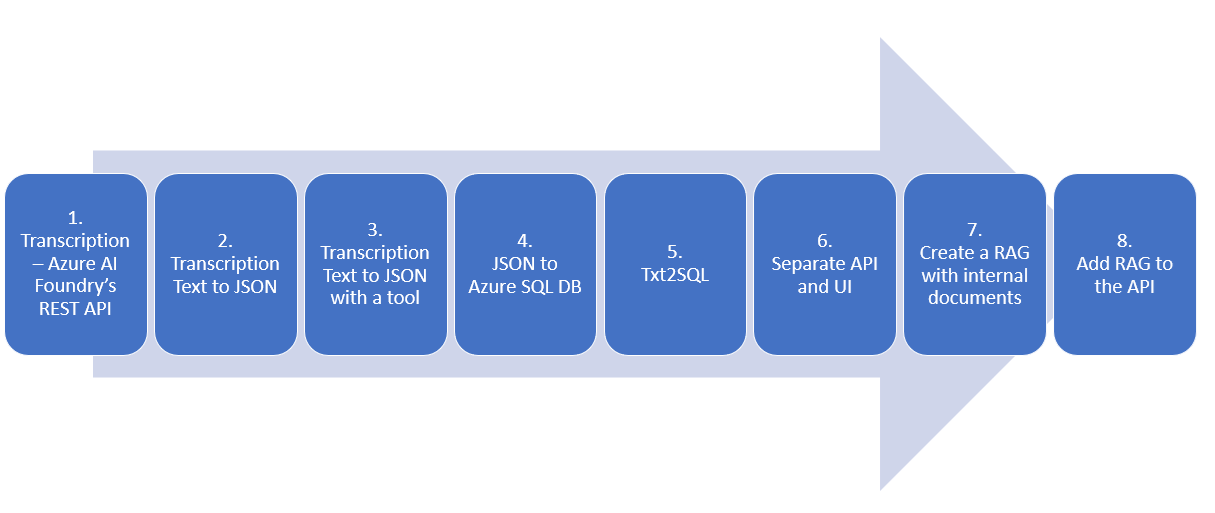 1.
Transcription
– Azure AI
Foundry’s
REST API
2.
Transcription
Text to JSON
3.
Transcription
Text to JSON
with a tool
4.
JSON to
Azure SQL DB
5.
Txt2SQL
6.
Separate API
and UI
7.
Create a RAG
with internal
documents
8.
Add RAG to
the API